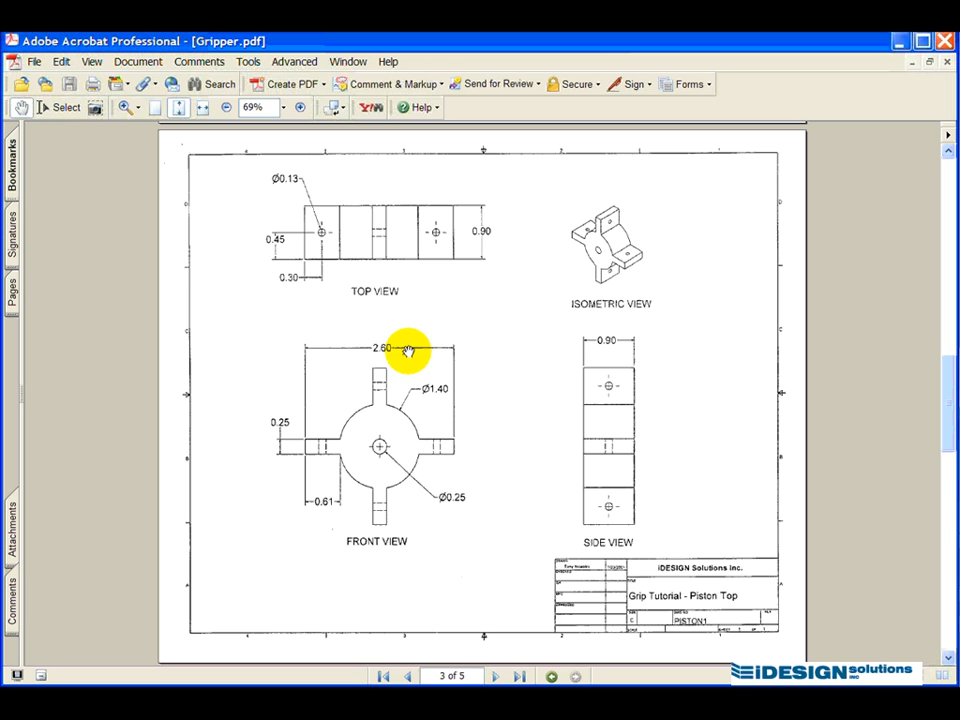 Adobe Acrobat Professional - [Gripper.pdf]
File Edit View Document Comments Tools Advanced Window Help
Search Create PDF Comment & Markup Send for Review Secure Sign Forms
Select 69% Y! Help
Bookmarks
Signatures
Pages
Attachments
Comments
Ø0.13
0.45
0.90
0.30
TOP VIEW
ISOMETRIC VIEW
2.60
0.90
Ø1.40
0.25
0.61
Ø0.25
FRONT VIEW
SIDE VIEW
iDESIGN Solutions Inc.
TITLE
Grip Tutorial - Piston Top
C
PISTON1
3 of 5
iDESIGN solutions
INC